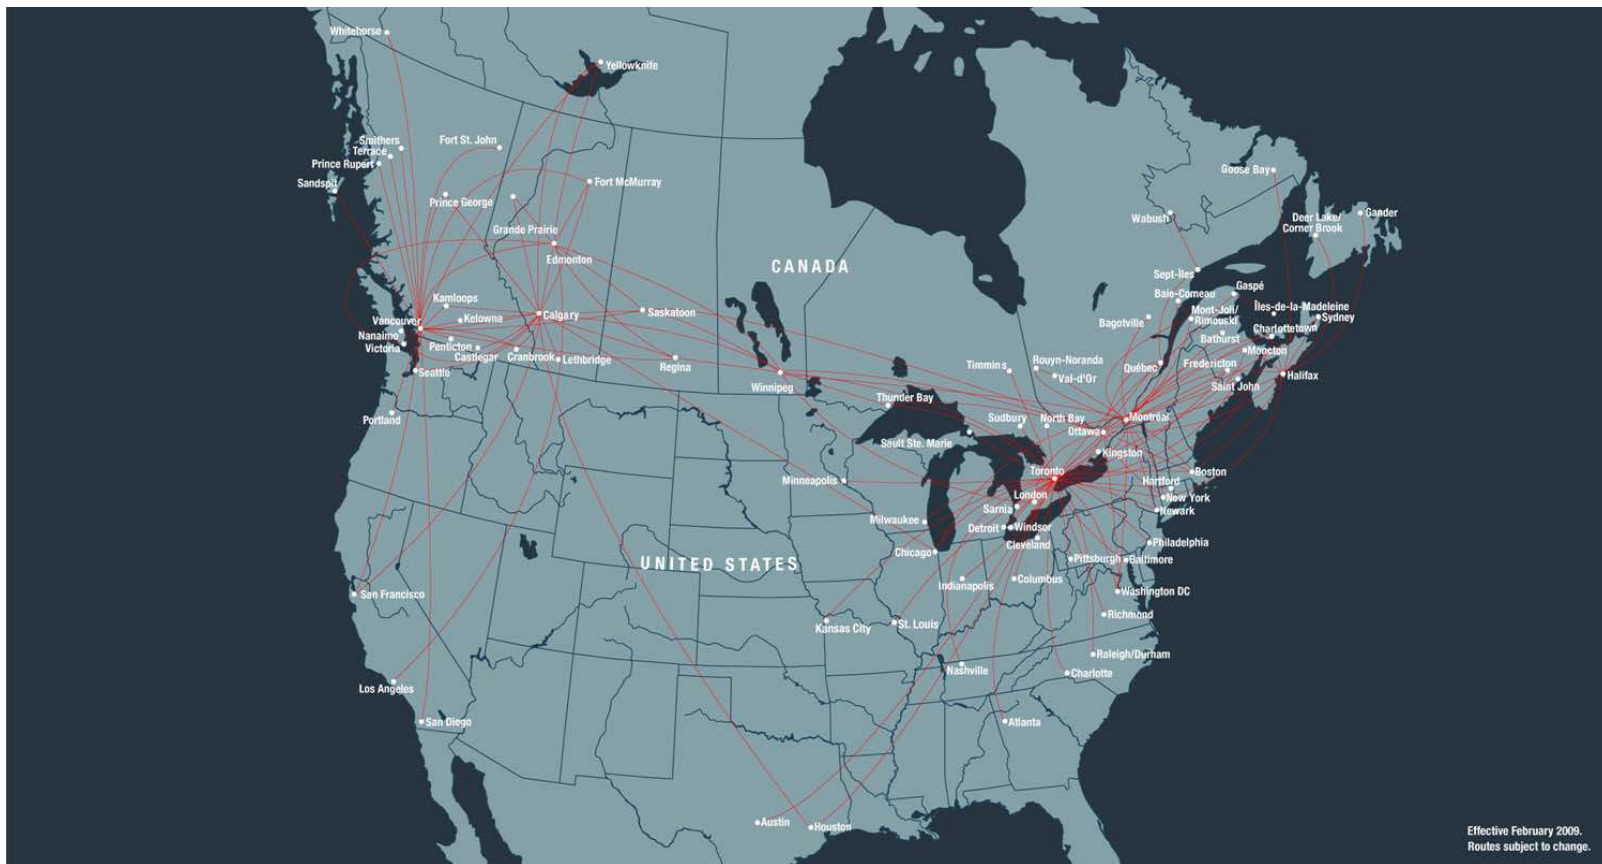 Whitehorse
Yellowknife
Smithers
Fort St. John
Terrace
Prince Rupert
Sandspit
Fort McMurray
Prince George
Grande Prairie
Edmonton
Goose Bay
Wabush
Deer Lake/
Corner Brook
Gander
CANADA
Sept-Îles
Kamloops
Vancouver
Kelowna
Calgary
Saskatoon
Nanaimo
Victoria
Penticton
Castlegar
Cranbrook
Lethbridge
Seattle
Regina
Winnipeg
Portland
Gaspé
Baie-Comeau
Îles-de-la-Madeleine
Mont-Joli/
Rimouski
Sydney
Bagotville
Charlottetown
Bathurst
Moncton
Timmins
Rouyn-Noranda
Val-d'Or
Québec
Fredericton
Saint John
Halifax
Thunder Bay
Sudbury
North Bay
Montréal
Ottawa
Sault Ste. Marie
Kingston
Toronto
Boston
Minneapolis
Hartford
London
New York
Sarnia
Newark
Milwaukee
Detroit
Windsor
Cleveland
Philadelphia
Chicago
Pittsburgh
Baltimore
UNITED STATES
Indianapolis
Columbus
Washington DC
San Francisco
Richmond
Kansas City
St. Louis
Raleigh/Durham
Nashville
Charlotte
Los Angeles
San Diego
Atlanta
Austin
Houston
Effective February 2009.
Routes subject to change.